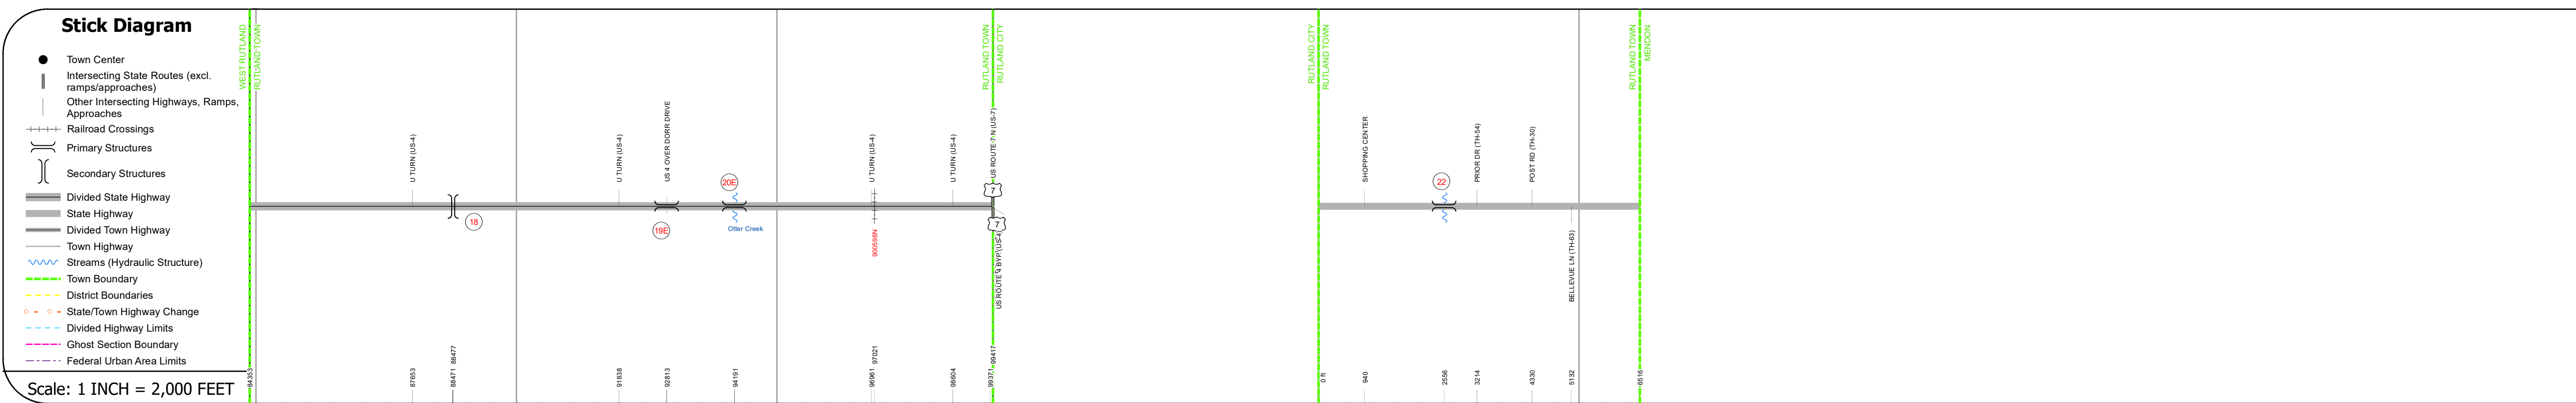 Stick Diagram
Town Center
Intersecting State Routes (excl.
ramps/approaches)
Other Intersecting Highways, Ramps,
Approaches
Railroad Crossings
Primary Structures
Secondary Structures
Divided State Highway
State Highway
Divided Town Highway
Town Highway
Streams (Hydraulic Structure)
Town Boundary
District Boundaries
State/Town Highway Change
Divided Highway Limits
Ghost Section Boundary
Federal Urban Area Limits
Scale: 1 INCH = 2,000 FEET
WEST RUTLAND
RUTLAND TOWN
U TURN (US-4)
18
U TURN (US-4)
US 4 OVER DORR DRIVE
19E
20E
Otter Creek
U TURN (US-4)
900598N
U TURN (US-4)
RUTLAND TOWN
RUTLAND CITY
US ROUTE 7 N (US-7)
7
7
US ROUTE 4 BYP (US-4)
RUTLAND CITY
RUTLAND TOWN
SHOPPING CENTER
22
PRIOR DR (TH-54)
POST RD (TH-30)
BELLEVUE LN (TH-63)
RUTLAND TOWN
MENDON
84353
87653
88471
88477
91838
92813
94191
96961
97021
98604
99371
99417
0 ft
940
2556
3214
4330
5132
6516